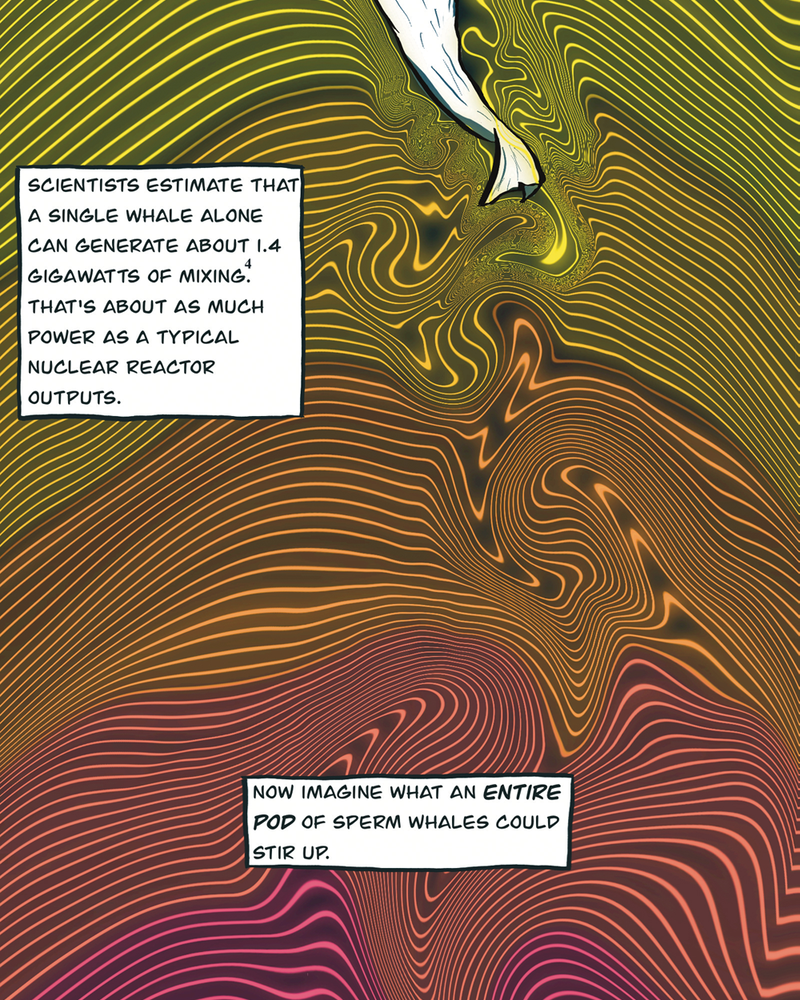 SCIENTISTS ESTIMATE THAT
A SINGLE WHALE ALONE
CAN GENERATE ABOUT 1.4
GIGAWATTS OF MIXING.4
THAT'S ABOUT AS MUCH
POWER AS A TYPICAL
NUCLEAR REACTOR
OUTPUTS.
NOW IMAGINE WHAT AN ENTIRE
POD OF SPERM WHALES COULD
STIR UP.